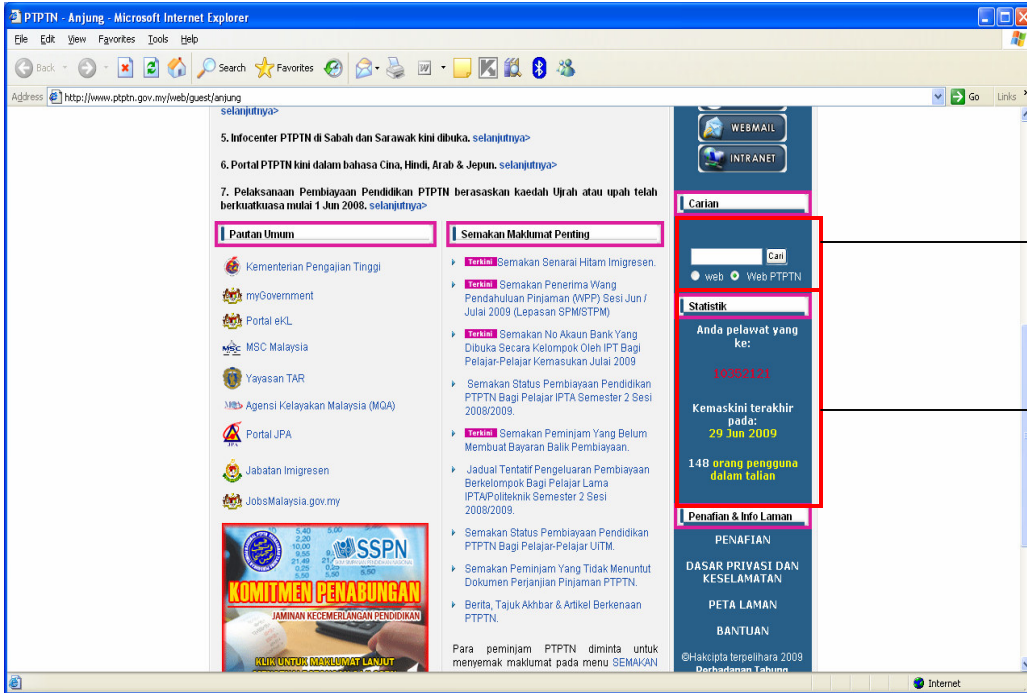 PTPTN - Anjung - Microsoft Internet Explorer
File Edit View Favorites Tools Help
Back Search Favorites
Address http://www.ptptn.gov.my/web/guest/anjung Go Links
selanjutnya>
5. Infocenter PTPTN di Sabah dan Sarawak kini dibuka. selanjutnya>
6. Portal PTPTN kini dalam bahasa Cina, Hindi, Arab & Jepun. selanjutnya>
7. Pelaksanaan Pembiayaan Pendidikan PTPTN berasaskan kaedah Ujrah atau upah telah
berkuatkuasa mulai 1 Jun 2008. selanjutnya>
Pautan Umum
Kementerian Pengajian Tinggi
myGovernment
Portal eKL
MSC MSC Malaysia
Yayasan TAR
Agensi Kelayakan Malaysia (MQA)
JPA Portal JPA
Jabatan Imigresen
JobsMalaysia.gov.my
SSPN
KOMITMEN PENABUNGAN
JAMINAN KECEMERLANGAN PENDIDIKAN
KLIK UNTUK MAKLUMAT LANJUT
Semakan Maklumat Penting
Terkini Semakan Senarai Hitam Imigresen.
Terkini Semakan Penerima Wang
Pendahuluan Pinjaman (WPP) Sesi Jun /
Julai 2009 (Lepasan SPM/STPM)
Terkini Semakan No Akaun Bank Yang
Dibuka Secara Kelompok Oleh IPT Bagi
Pelajar-Pelajar Kemasukan Julai 2009
Semakan Status Pembiayaan Pendidikan
PTPTN Bagi Pelajar IPTA Semester 2 Sesi
2008/2009.
Terkini Semakan Peminjam Yang Belum
Membuat Bayaran Balik Pembiayaan.
Jadual Tentatif Pengeluaran Pembiayaan
Berkelompok Bagi Pelajar Lama
IPTA/Politeknik Semester 2 Sesi
2008/2009.
Semakan Status Pembiayaan Pendidikan
PTPTN Bagi Pelajar-Pelajar UiTM.
Semakan Peminjam Yang Tidak Menuntut
Dokumen Perjanjian Pinjaman PTPTN.
Berita, Tajuk Akhbar & Artikel Berkenaan
PTPTN.
Para peminjam PTPTN diminta untuk
menyemak maklumat pada menu SEMAKAN
WEBMAIL
INTRANET
Carian
Cari
web Web PTPTN
Statistik
Anda pelawat yang
ke:
10352121
Kemaskini terakhir
pada:
29 Jun 2009
148 orang pengguna
dalam talian
Penafian & Info Laman
PENAFIAN
DASAR PRIVASI DAN
KESELAMATAN
PETA LAMAN
BANTUAN
©Hakcipta terpelihara 2009
Perbadanan Tabung
Internet